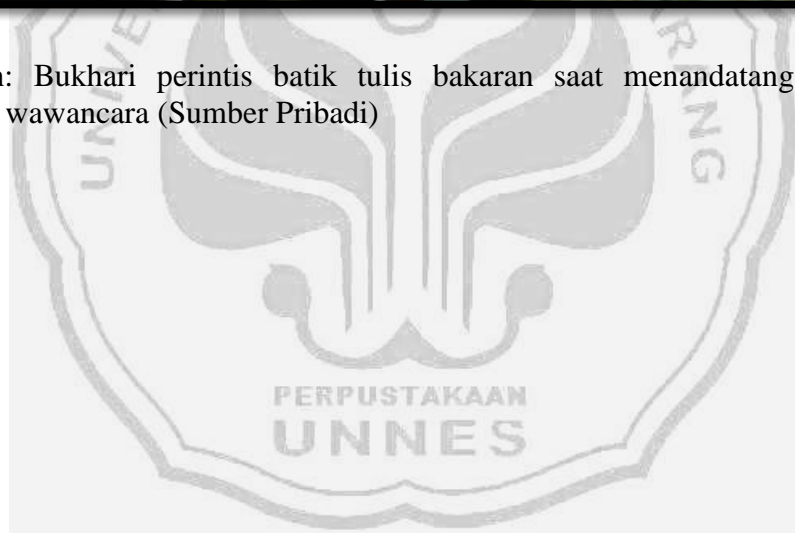 : Bukhari perintis batik tulis bakaran saat menandatang
wawancara (Sumber Pribadi)
PERPUSTAKAAN
UNNES